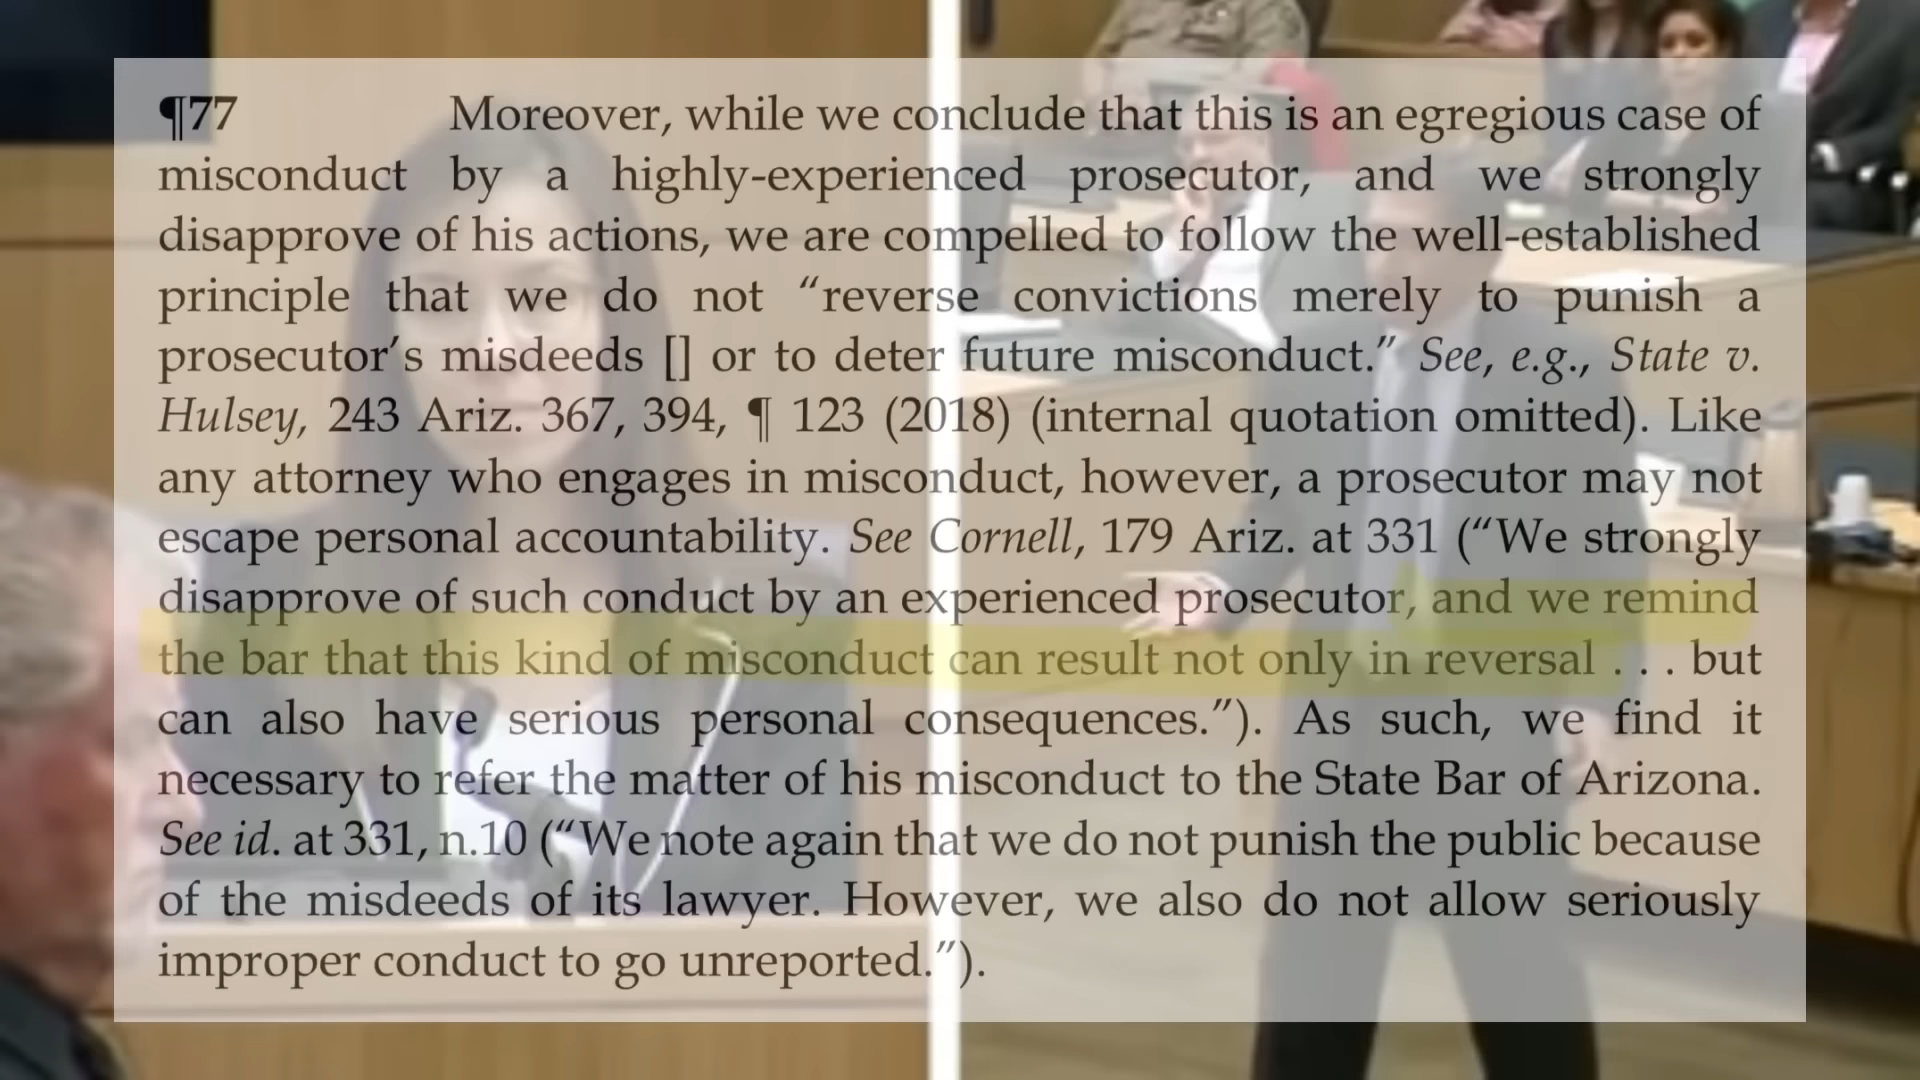 ¶77 Moreover, while we conclude that this is an egregious case of
misconduct by a highly-experienced prosecutor, and we strongly
disapprove of his actions, we are compelled to follow the well-established
principle that we do not “reverse convictions merely to punish a
prosecutor’s misdeeds [] or to deter future misconduct.” See, e.g., State v.
Hulsey, 243 Ariz. 367, 394, ¶ 123 (2018) (internal quotation omitted). Like
any attorney who engages in misconduct, however, a prosecutor may not
escape personal accountability. See Cornell, 179 Ariz. at 331 (“We strongly
disapprove of such conduct by an experienced prosecutor, and we remind
the bar that this kind of misconduct can result not only in reversal . . . but
can also have serious personal consequences.”). As such, we find it
necessary to refer the matter of his misconduct to the State Bar of Arizona.
See id. at 331, n.10 (“We note again that we do not punish the public because
of the misdeeds of its lawyer. However, we also do not allow seriously
improper conduct to go unreported.”).